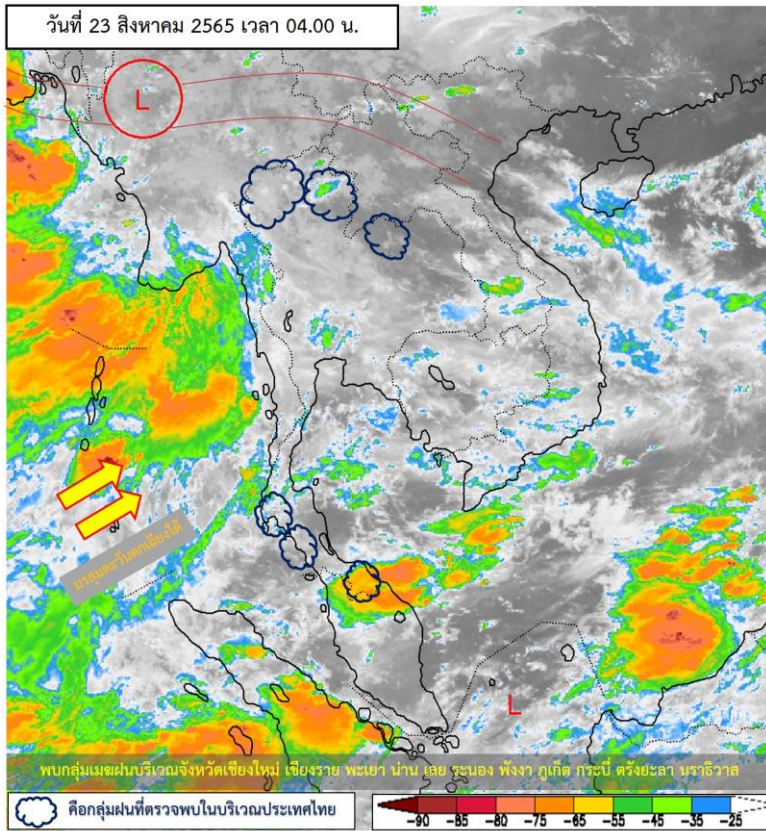 วันที่ 23 สิงหาคม 2565 เวลา 04.00 น.
L
มรสุมตะวันตกเฉียงใต้
L
พบกลุ่มเมฆฝนบริเวณจังหวัดเชียงใหม่ เชียงราย พะเยา น่าน เลย ระนอง พังงา ภูเก็ต กระบี่ ตรังยะลา นราธิวาส
คือกลุ่มฝนที่ตรวจพบในบริเวณประเทศไทย
-90 -85 -80 -75 -65 -55 -45 -35 -25